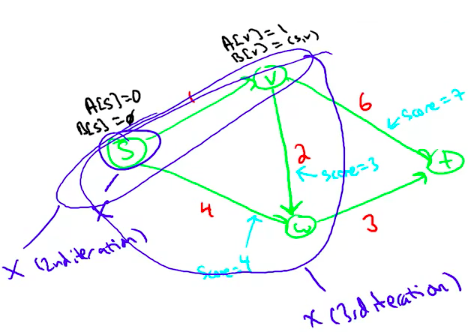 A[V]=1
B[V]=(s,v)
A[S]=0
B[S]=∅
1
V
6
score=7
S
2
score=3
t
X
4
w
3
X (2nd iteration)
score=4
X (3rd iteration)